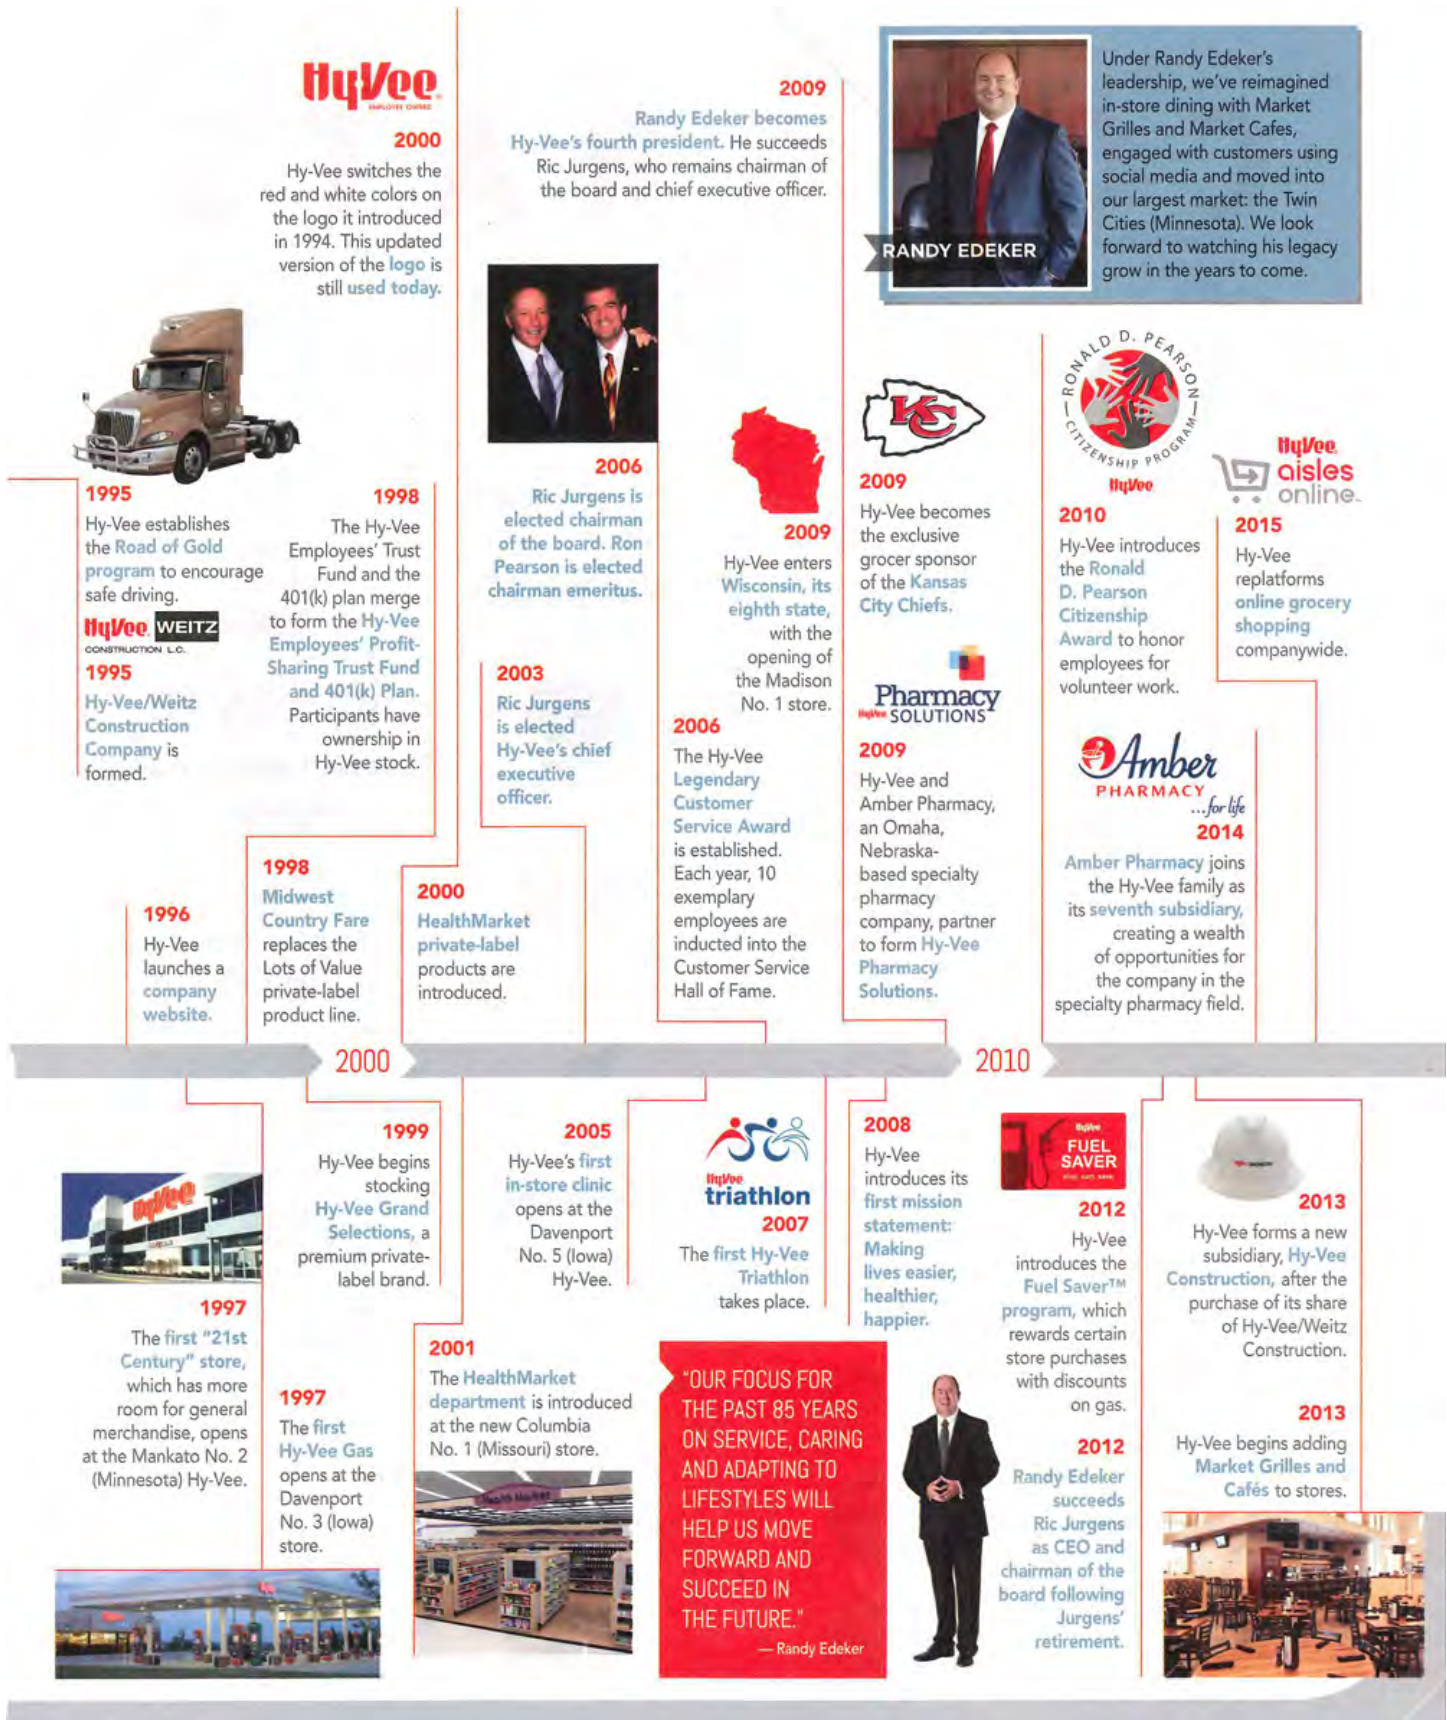 HyVee
EMPLOYEE OWNED
2000
Hy-Vee switches the
red and white colors on
the logo it introduced
in 1994. This updated
version of the logo is
still used today.
2009
Randy Edeker becomes
Hy-Vee's fourth president. He succeeds
Ric Jurgens, who remains chairman of
the board and chief executive officer.
RANDY EDEKER
Under Randy Edeker's
leadership, we've reimagined
in-store dining with Market
Grilles and Market Cafes,
engaged with customers using
social media and moved into
our largest market: the Twin
Cities (Minnesota). We look
forward to watching his legacy
grow in the years to come.
1995
Hy-Vee establishes
the Road of Gold
program to encourage
safe driving.
HyVee WEITZ
CONSTRUCTION L.C.
1995
Hy-Vee/Weitz
Construction
Company is
formed.
1998
The Hy-Vee
Employees' Trust
Fund and the
401(k) plan merge
to form the Hy-Vee
Employees' Profit-
Sharing Trust Fund
and 401(k) Plan.
Participants have
ownership in
Hy-Vee stock.
2006
Ric Jurgens is
elected chairman
of the board. Ron
Pearson is elected
chairman emeritus.
2003
Ric Jurgens
is elected
Hy-Vee's chief
executive
officer.
2009
Hy-Vee enters
Wisconsin, its
eighth state,
with the
opening of
the Madison
No. 1 store.
2006
The Hy-Vee
Legendary
Customer
Service Award
is established.
Each year, 10
exemplary
employees are
inducted into the
Customer Service
Hall of Fame.
KC
2009
Hy-Vee becomes
the exclusive
grocer sponsor
of the Kansas
City Chiefs.
Pharmacy
HyVee SOLUTIONS
2009
Hy-Vee and
Amber Pharmacy,
an Omaha,
Nebraska-
based specialty
pharmacy
company, partner
to form Hy-Vee
Pharmacy
Solutions.
RONALD D. PEARSON
CITIZENSHIP PROGRAM
HyVee
2010
Hy-Vee introduces
the Ronald
D. Pearson
Citizenship
Award to honor
employees for
volunteer work.
HyVee
aisles
online
2015
Hy-Vee
replatforms
online grocery
shopping
companywide.
Amber
PHARMACY
...for life
2014
Amber Pharmacy joins
the Hy-Vee family as
its seventh subsidiary,
creating a wealth
of opportunities for
the company in the
specialty pharmacy field.
1996
Hy-Vee
launches a
company
website.
1998
Midwest
Country Fare
replaces the
Lots of Value
private-label
product line.
2000
HealthMarket
private-label
products are
introduced.
2000
2010
HyVee
1997
The first "21st
Century" store,
which has more
room for general
merchandise, opens
at the Mankato No. 2
(Minnesota) Hy-Vee.
1997
The first
Hy-Vee Gas
opens at the
Davenport
No. 3 (Iowa)
store.
1999
Hy-Vee begins
stocking
Hy-Vee Grand
Selections, a
premium private-
label brand.
2001
The HealthMarket
department is introduced
at the new Columbia
No. 1 (Missouri) store.
Health Market
2005
Hy-Vee's first
in-store clinic
opens at the
Davenport
No. 5 (Iowa)
Hy-Vee.
HyVee
triathlon
2007
The first Hy-Vee
Triathlon
takes place.
2008
Hy-Vee
introduces its
first mission
statement:
Making
lives easier,
healthier,
happier.
"OUR FOCUS FOR
THE PAST 85 YEARS
ON SERVICE, CARING
AND ADAPTING TO
LIFESTYLES WILL
HELP US MOVE
FORWARD AND
SUCCEED IN
THE FUTURE."
— Randy Edeker
HyVee
FUEL
SAVER
2012
Hy-Vee
introduces the
Fuel Saver™
program, which
rewards certain
store purchases
with discounts
on gas.
2012
Randy Edeker
succeeds
Ric Jurgens
as CEO and
chairman of the
board following
Jurgens'
retirement.
2013
Hy-Vee forms a new
subsidiary, Hy-Vee
Construction, after the
purchase of its share
of Hy-Vee/Weitz
Construction.
2013
Hy-Vee begins adding
Market Grilles and
Cafés to stores.